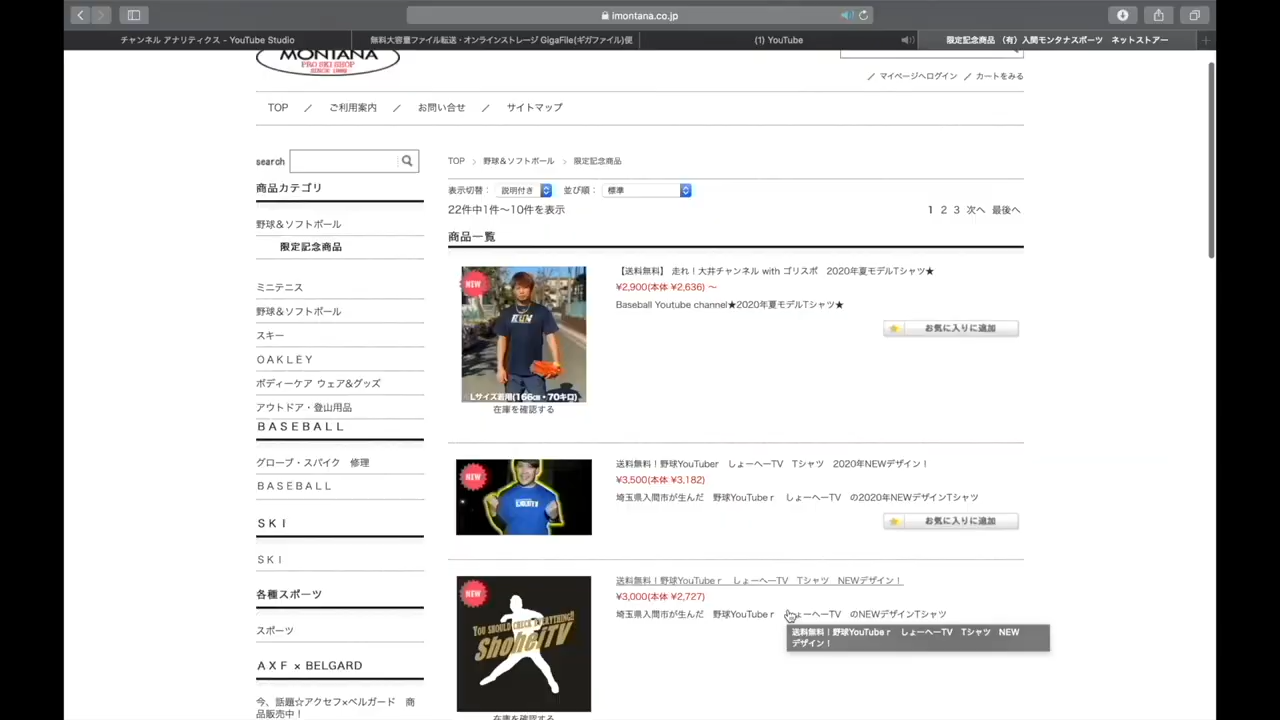 imontana.co.jp
チャンネル アナリティクス - YouTube Studio
無料大容量ファイル転送・オンラインストレージ GigaFile(ギガファイル)便
(1) YouTube
限定記念商品 （有）入間モンタナスポーツ ネットストアー
MONTANA
PRO SKI SHOP
マイページへログイン
カートをみる
TOP ／ ご利用案内 ／ お問い合せ ／ サイトマップ
search
商品カテゴリ
野球＆ソフトボール
限定記念商品
ミニテニス
野球＆ソフトボール
スキー
ＯＡＫＬＥＹ
ボディーケア ウェア&グッズ
アウトドア・登山用品
ＢＡＳＥＢＡＬＬ
グローブ・スパイク 修理
ＢＡＳＥＢＡＬＬ
ＳＫＩ
ＳＫＩ
各種スポーツ
スポーツ
ＡＸＦ × BELGARD
今、話題☆アクセフ×ベルガード 商
品販売中！
TOP ＞ 野球＆ソフトボール ＞ 限定記念商品
表示切替： 説明付き 並び順： 標準
22件中1件〜10件を表示
1 2 3 次へ 最後へ
商品一覧
NEW
RUN
Lサイズ着用(166㎝・70キロ)
在庫を確認する
【送料無料】 走れ！大井チャンネル with ゴリスポ 2020年夏モデルTシャツ★
¥2,900(本体 ¥2,636) 〜
Baseball Youtube channel★2020年夏モデルTシャツ★
お気に入りに追加
NEW
送料無料！野球YouTuber しょーへーTV Tシャツ 2020年NEWデザイン！
¥3,500(本体 ¥3,182)
埼玉県入間市が生んだ 野球YouTubeｒ しょーへーTV の2020年NEWデザインTシャツ
お気に入りに追加
NEW
YOU SHOULD CHECK EVERYTHING!!
ShoheiTV
在庫を確認する
送料無料！野球YouTubeｒ しょーへーTV Tシャツ NEWデザイン！
¥3,000(本体 ¥2,727)
埼玉県入間市が生んだ 野球YouTubeｒ しょーへーTV のNEWデザインTシャツ
送料無料！野球YouTubeｒ しょーへーTV Tシャツ NEW
デザイン！